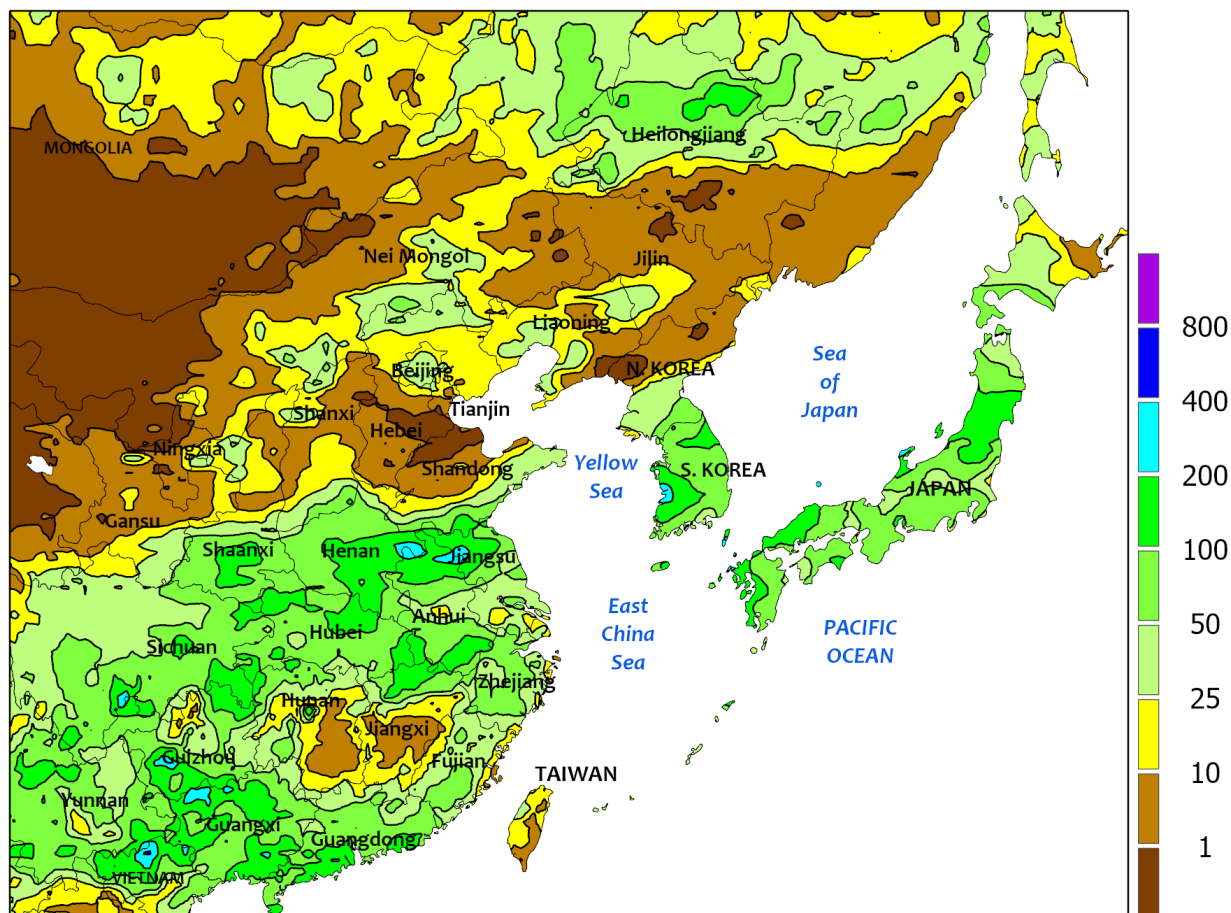 Heilongjiang
MONGOLIA
Nei Mongol
Jilin
Liaoning
Beijing
N. KOREA
Sea
of
Japan
Tianjin
Shanxi
Hebei
Ningxia
Shandong
Yellow
Sea
S. KOREA
JAPAN
Gansu
Shaanxi
Henan
Jiangsu
Anhui
Hubei
Sichuan
East
China
Sea
PACIFIC
OCEAN
Zhejiang
Hunan
Jiangxi
Guizhou
Fujian
TAIWAN
Yunnan
Guangxi
Guangdong
VIETNAM
800
400
200
100
50
25
10
1